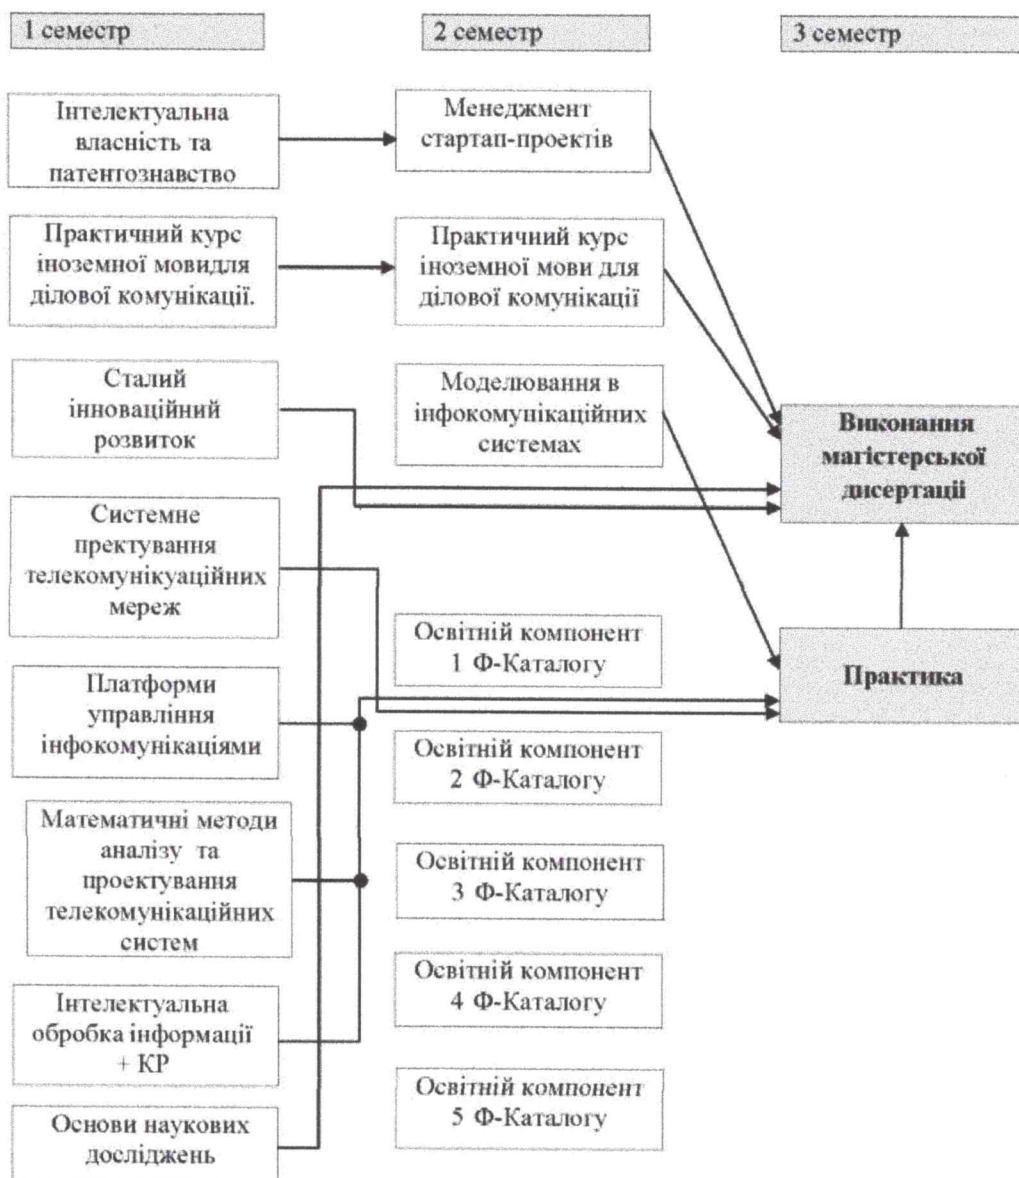 1 семестр
2 семестр
3 семестр
Інтелектуальна
власність та
патентознавство
Менеджмент
стартап-проектів
Практичний курс
іноземної мовидля
ділової комунікації.
Практичний курс
іноземної мови для
ділової комунікації
Сталий
інноваційний
розвиток
Моделювання в
інфокомунікаційних
системах
Виконання
магістерської
дисертації
Системне
пректування
телекомунікуаційних
мереж
Освітній компонент
1 Ф-Каталогу
Практика
Платформи
управління
інфокомунікаціями
Освітній компонент
2 Ф-Каталогу
Математичні методи
аналізу та
проектування
телекомунікаційних
систем
Освітній компонент
3 Ф-Каталогу
Освітній компонент
4 Ф-Каталогу
Інтелектуальна
обробка інформації
+ КР
Освітній компонент
5 Ф-Каталогу
Основи наукових
досліджень